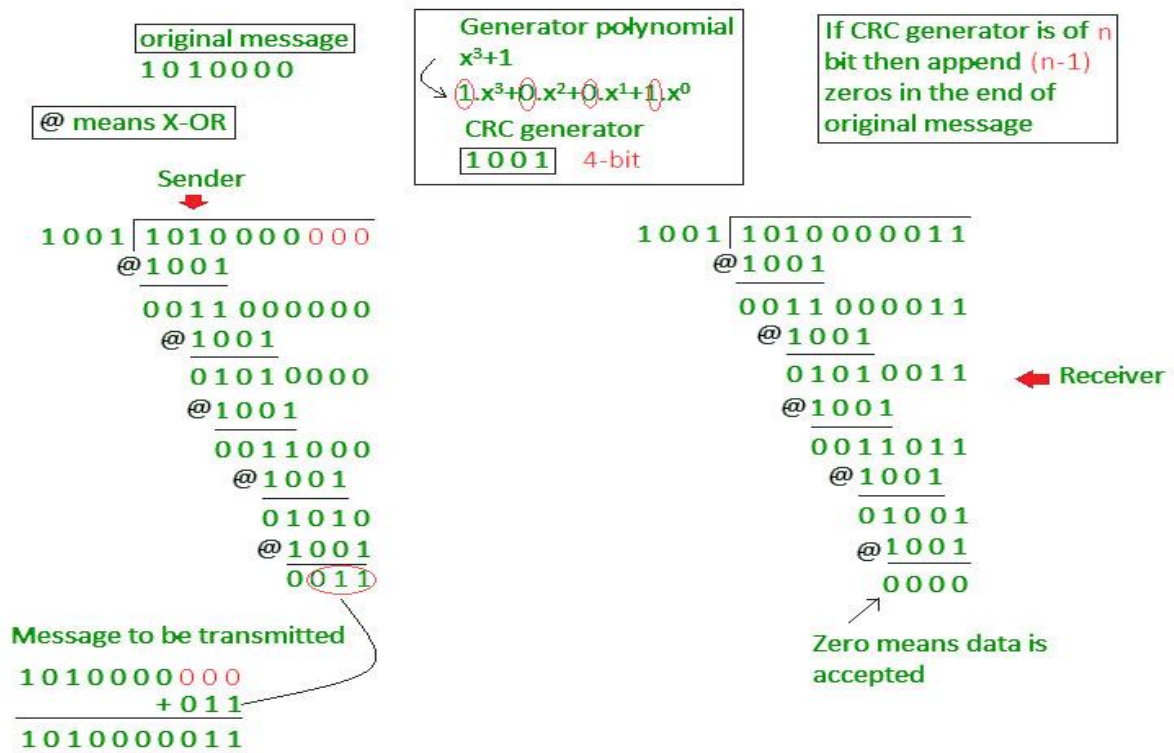 original message
1010000
@ means X-OR
Generator polynomial
x³+1
1.x³+0.x²+0.x¹+1.x⁰
CRC generator
1001 4-bit
If CRC generator is of n
bit then append (n-1)
zeros in the end of
original message
Sender
1001 1010000000
@1001
0011000000
@1001
01010000
@1001
0011000
@1001
01010
@1001
0011
Message to be transmitted
1010000000
+011
1010000011
1001 1010000011
@1001
0011000011
@1001
01010011
@1001
0011011
@1001
01001
@1001
0000
Receiver
Zero means data is
accepted